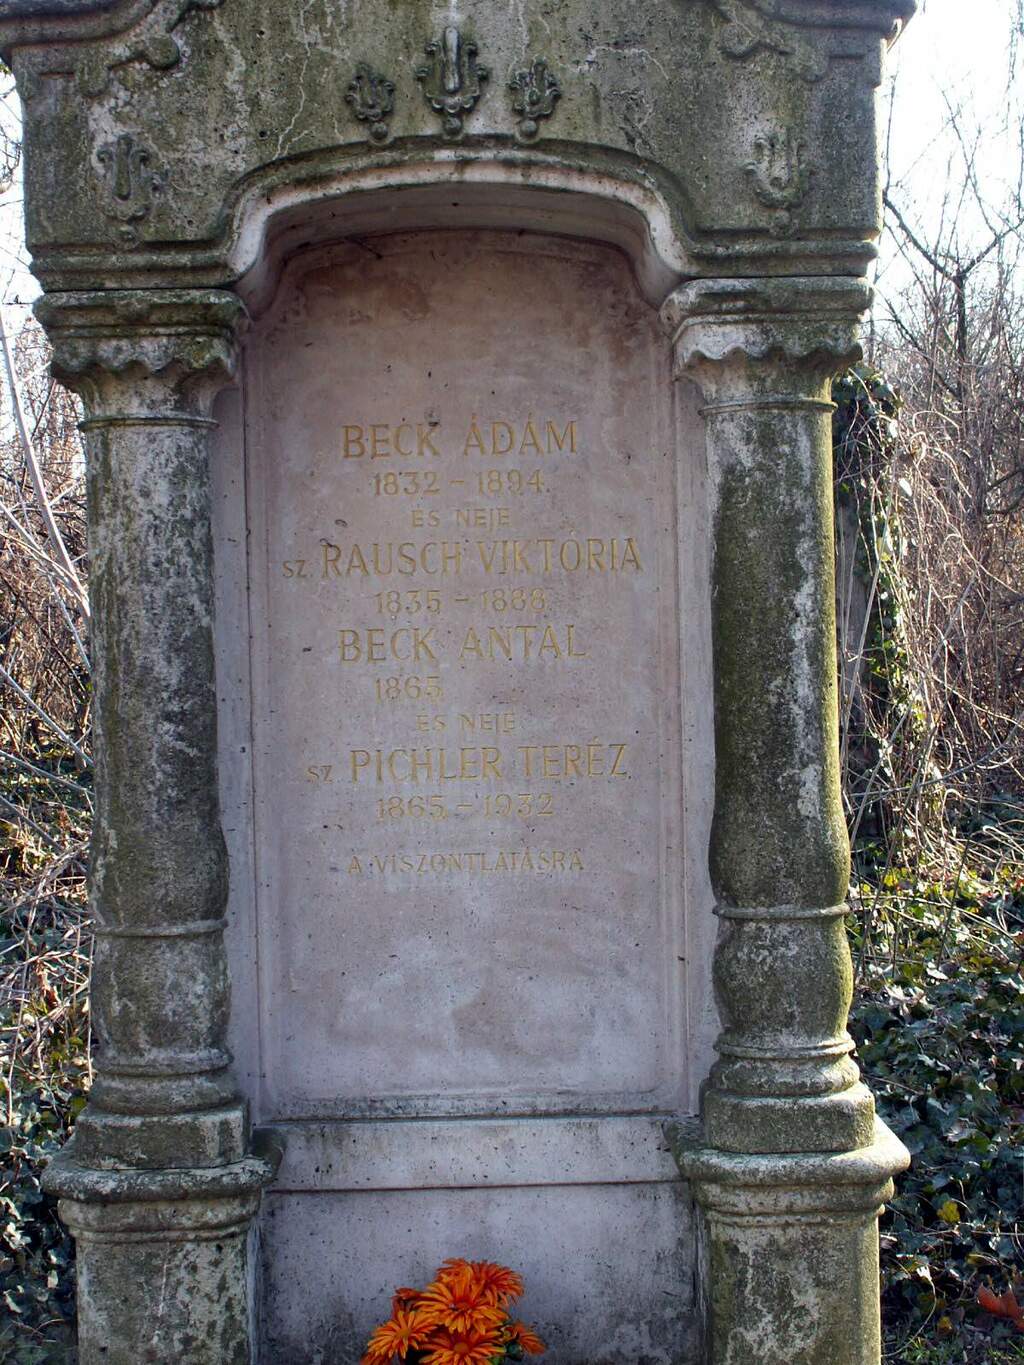 BECK ÁDÁM
1832 - 1894
ÉS NEJE
SZ. RAUSCH VIKTÓRIA
1835 - 1888
BECK ANTAL
1865
ÉS NEJE
SZ. PICHLER TERÉZ
1865 - 1932
A VISZONTLÁTÁSRA